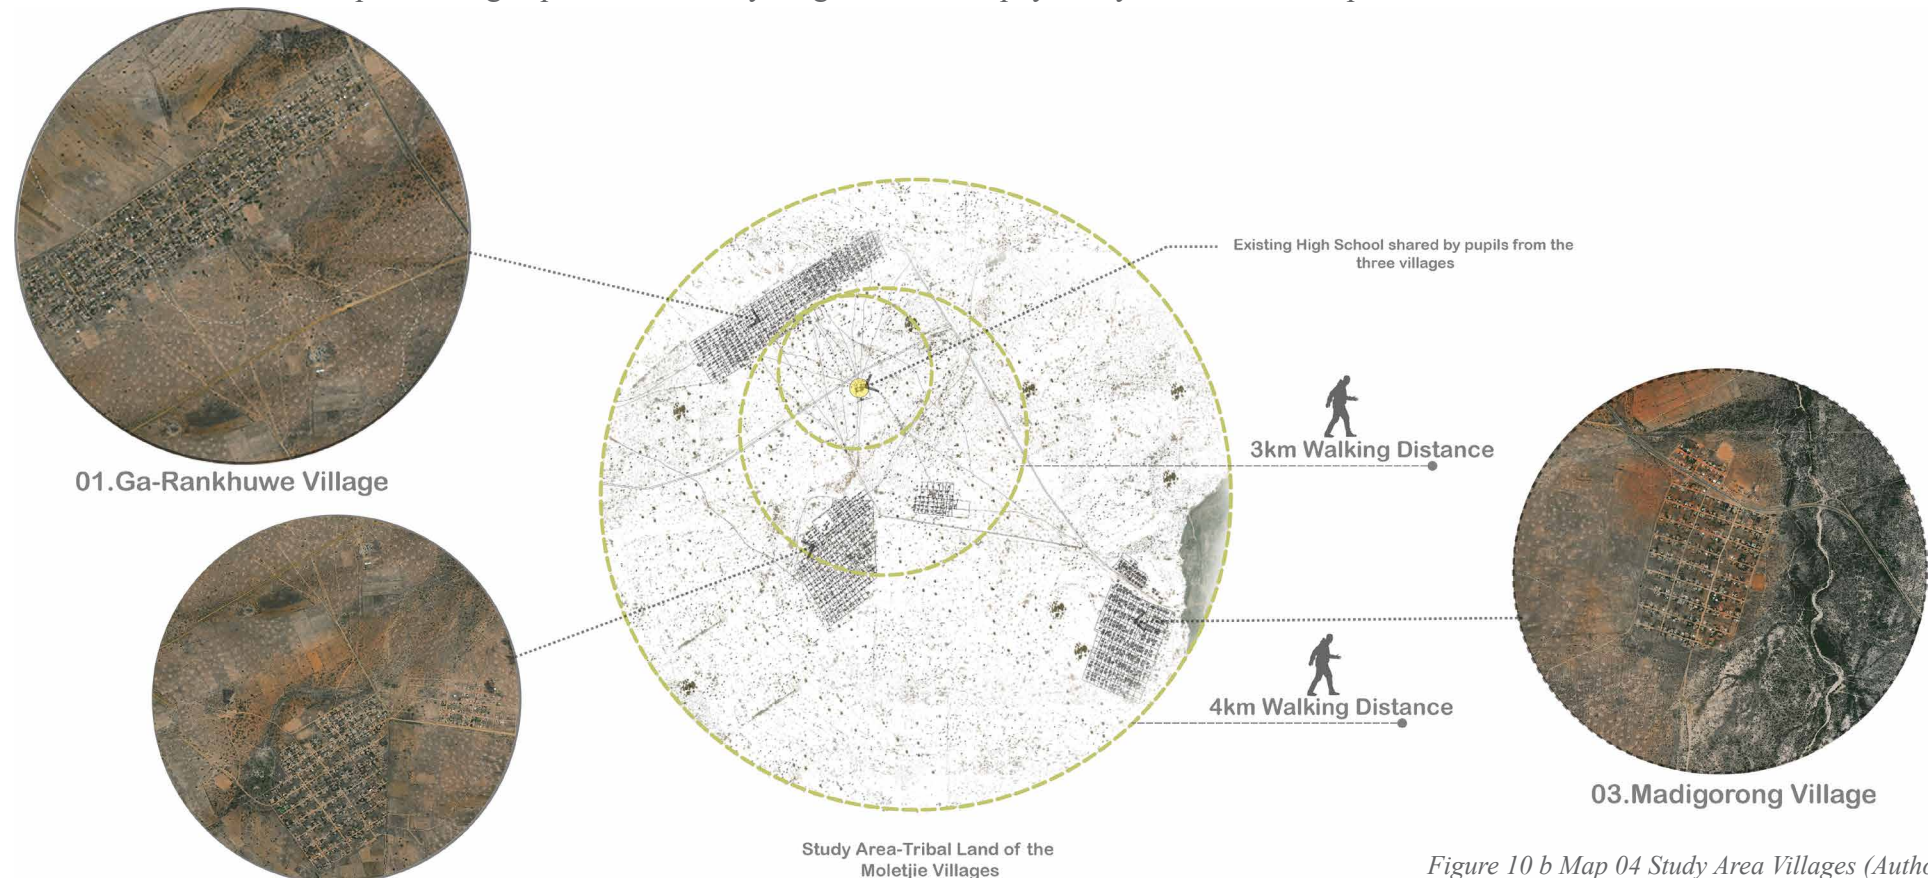 Existing High School shared by pupils from the
three villages
3km Walking Distance
01.Ga-Rankhuwe Village
4km Walking Distance
03.Madigorong Village
Study Area-Tribal Land of the
Moletjie Villages
Figure 10 b Map 04 Study Area Villages